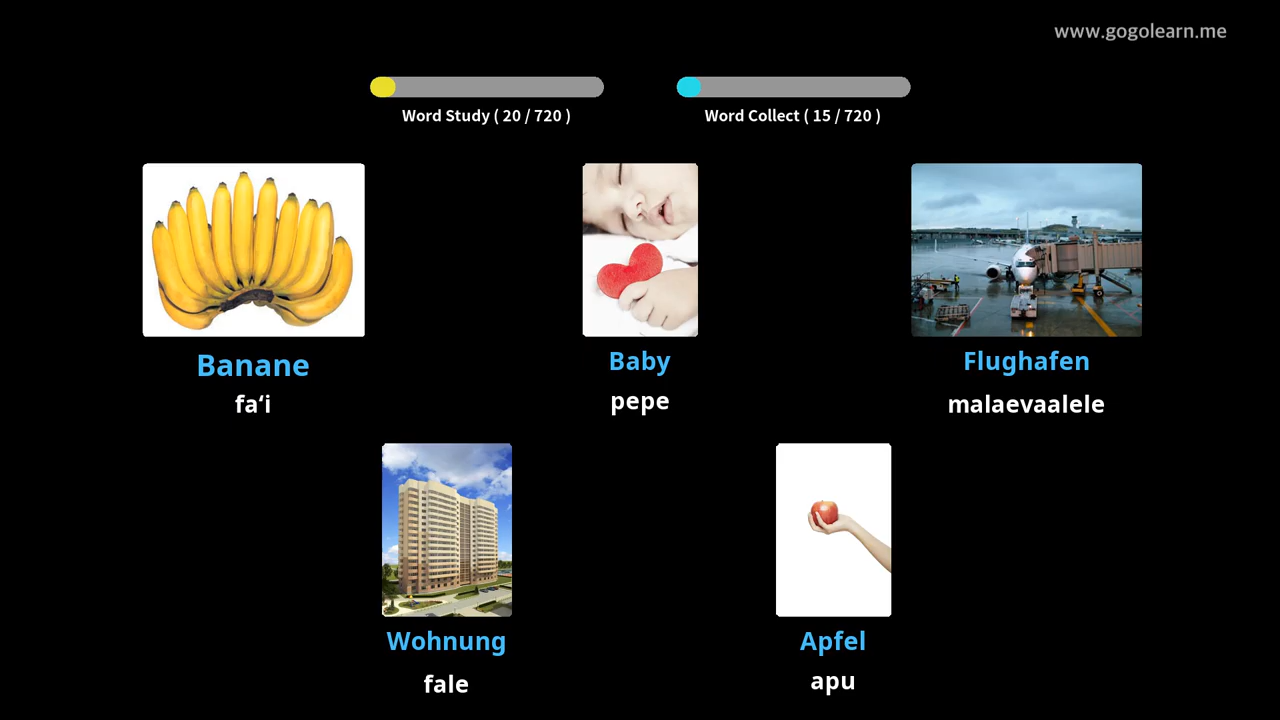 www.gogolearn.me
Word Study ( 20 / 720 )
Word Collect ( 15 / 720 )
Banane
fa‘i
Baby
pepe
Flughafen
malaevaalele
Wohnung
fale
Apfel
apu